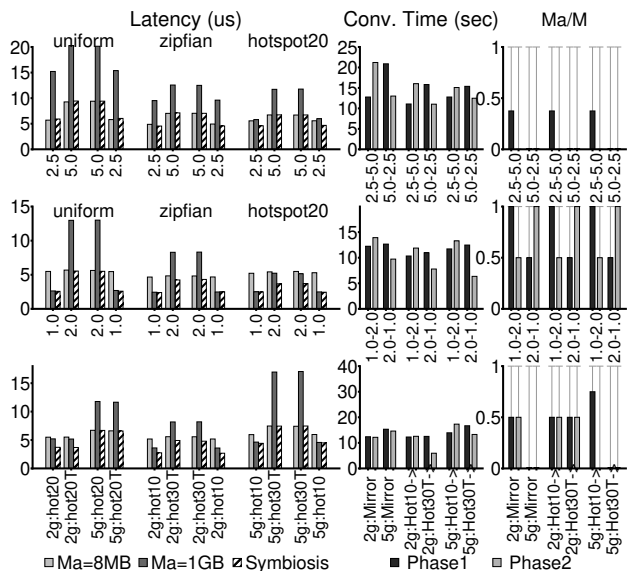 Latency (us) Conv. Time (sec) Ma/M
uniform zipfian hotspot20
20
15
10
5
0
25
20
15
10
5
0
1
0.5
0
2.5 5.0 5.0 2.5 2.5 5.0 5.0 2.5 2.5 5.0 5.0 2.5
2.5-5.0 5.0-2.5 2.5-5.0 5.0-2.5 2.5-5.0 5.0-2.5
2.5-5.0 5.0-2.5 2.5-5.0 5.0-2.5 2.5-5.0 5.0-2.5
uniform zipfian hotspot20
15
10
5
0
15
10
5
0
1
0.5
0
1.0 2.0 2.0 1.0 1.0 2.0 2.0 1.0 1.0 2.0 2.0 1.0
1.0-2.0 2.0-1.0 1.0-2.0 2.0-1.0 1.0-2.0 2.0-1.0
1.0-2.0 2.0-1.0 1.0-2.0 2.0-1.0 1.0-2.0 2.0-1.0
15
10
5
0
40
30
20
10
0
1
0.5
0
2g:hot20 2g:hot20T 5g:hot20 5g:hot20T 2g:hot10 2g:hot30T 2g:hot30T 2g:hot10 5g:hot10 5g:hot30T 5g:hot30T 5g:hot10
2g:Mirror 5g:Mirror 2g:Hot10-> 2g:Hot30T-> 5g:Hot10-> 5g:Hot30T->
2g:Mirror 5g:Mirror 2g:Hot10-> 2g:Hot30T-> 5g:Hot10-> 5g:Hot30T->
Ma=8MB Ma=1GB Symbiosis Phase1 Phase2